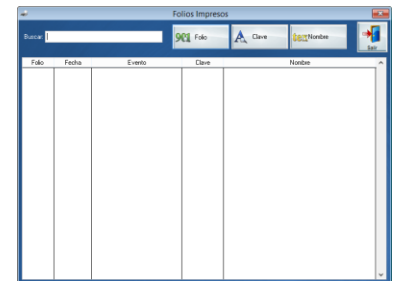 Folios Impresos
Buscar:
Folio
Clave
Nombre
Salir
Folio Fecha Evento Clave Nombre